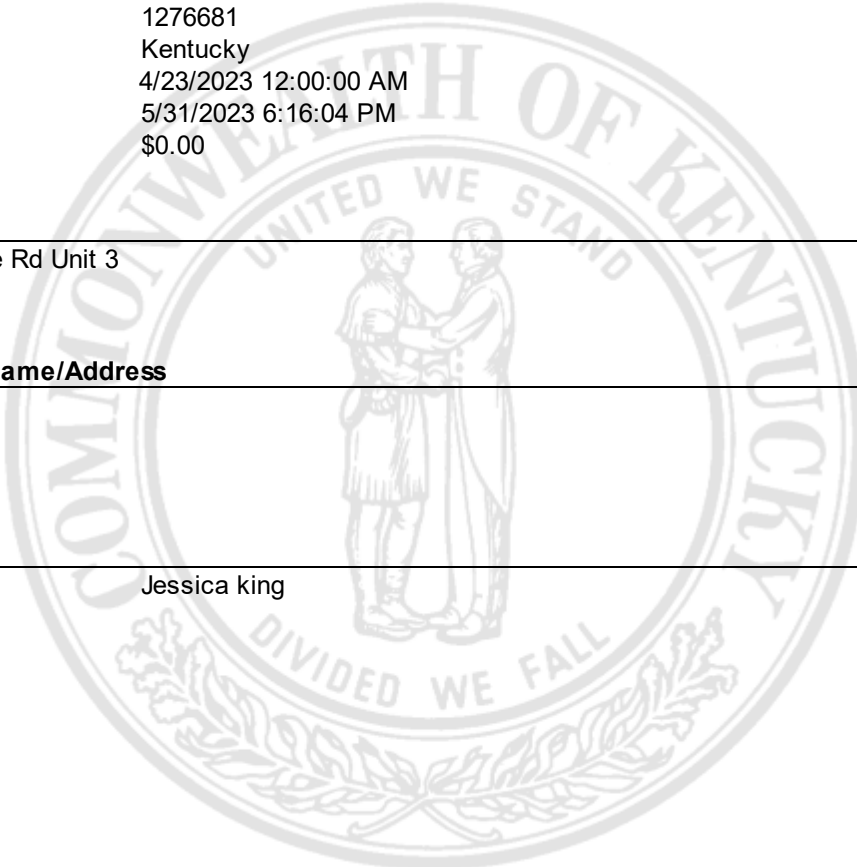 1276681
Kentucky
4/23/2023 12:00:00 AM
5/31/2023 6:16:04 PM
$0.00
COMMONWEALTH OF KENTUCKY
UNITED WE STAND
e Rd Unit 3
ame/Address
Jessica king
DIVIDED WE FALL